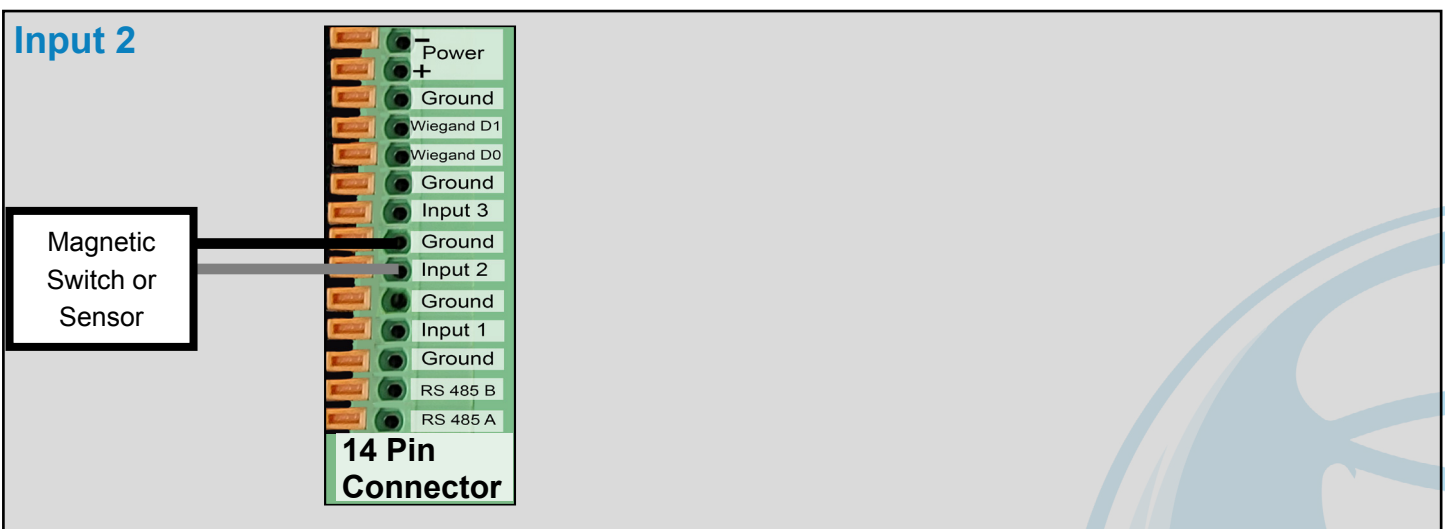 Input 2
-
Power
+
Ground
Wiegand D1
Wiegand D0
Ground
Input 3
Magnetic
Switch or
Sensor
Ground
Input 2
Ground
Input 1
Ground
RS 485 B
RS 485 A
14 Pin
Connector